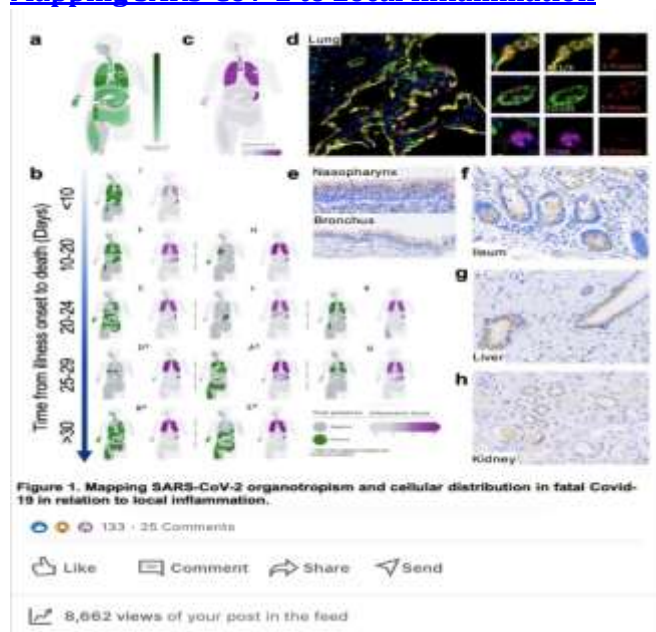 Mapping SARS-CoV-2 to Local Inflammation
a
c
d
Lung
b
Time from illness onset to death (Days)
<10
10-20
20-24
25-29
>30
e
Nasopharynx
Bronchus
f
Ileum
g
Liver
h
Kidney
Figure 1. Mapping SARS-CoV-2 organotropism and cellular distribution in fatal Covid-
19 in relation to local inflammation.
133 · 25 Comments
Like
Comment
Share
Send
8,662 views of your post in the feed